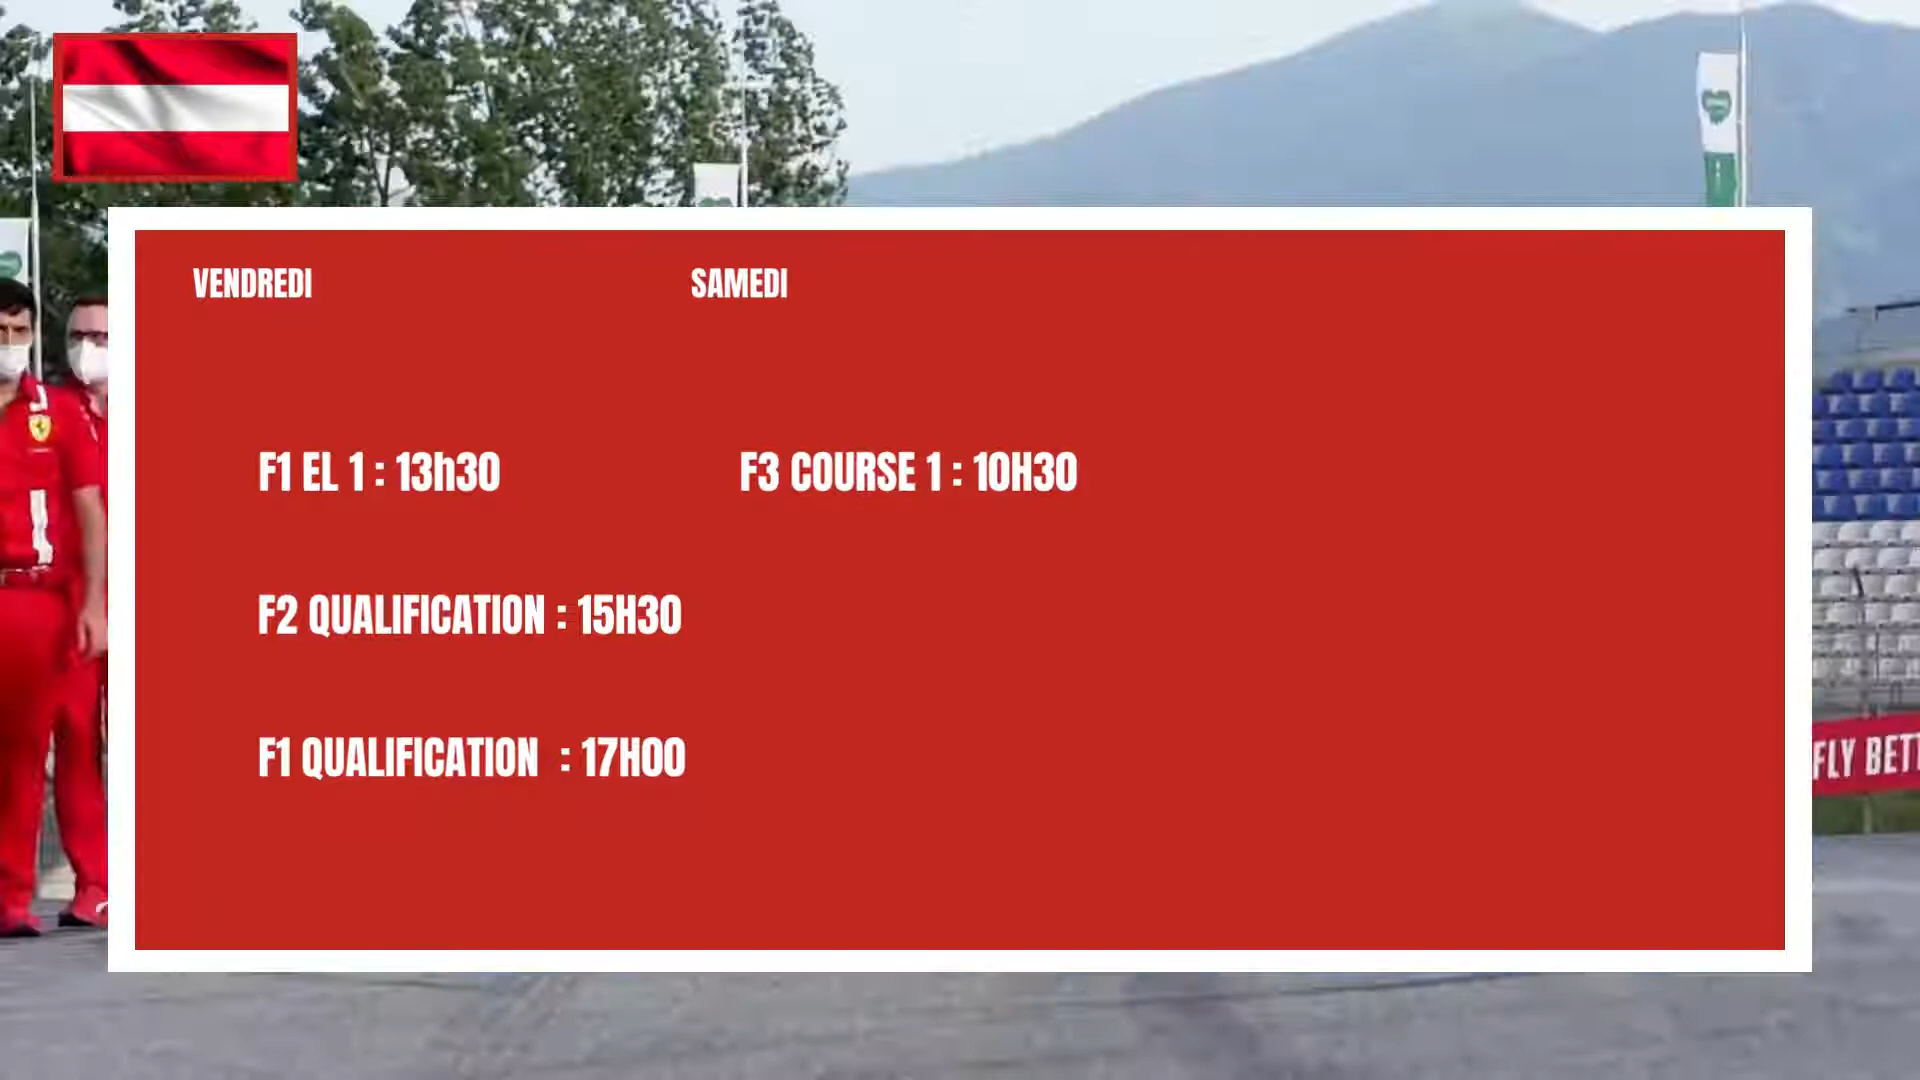 VENDREDI
SAMEDI
F1 EL 1 : 13h30
F3 COURSE 1 : 10H30
F2 QUALIFICATION : 15H30
F1 QUALIFICATION : 17H00
FLY BETT